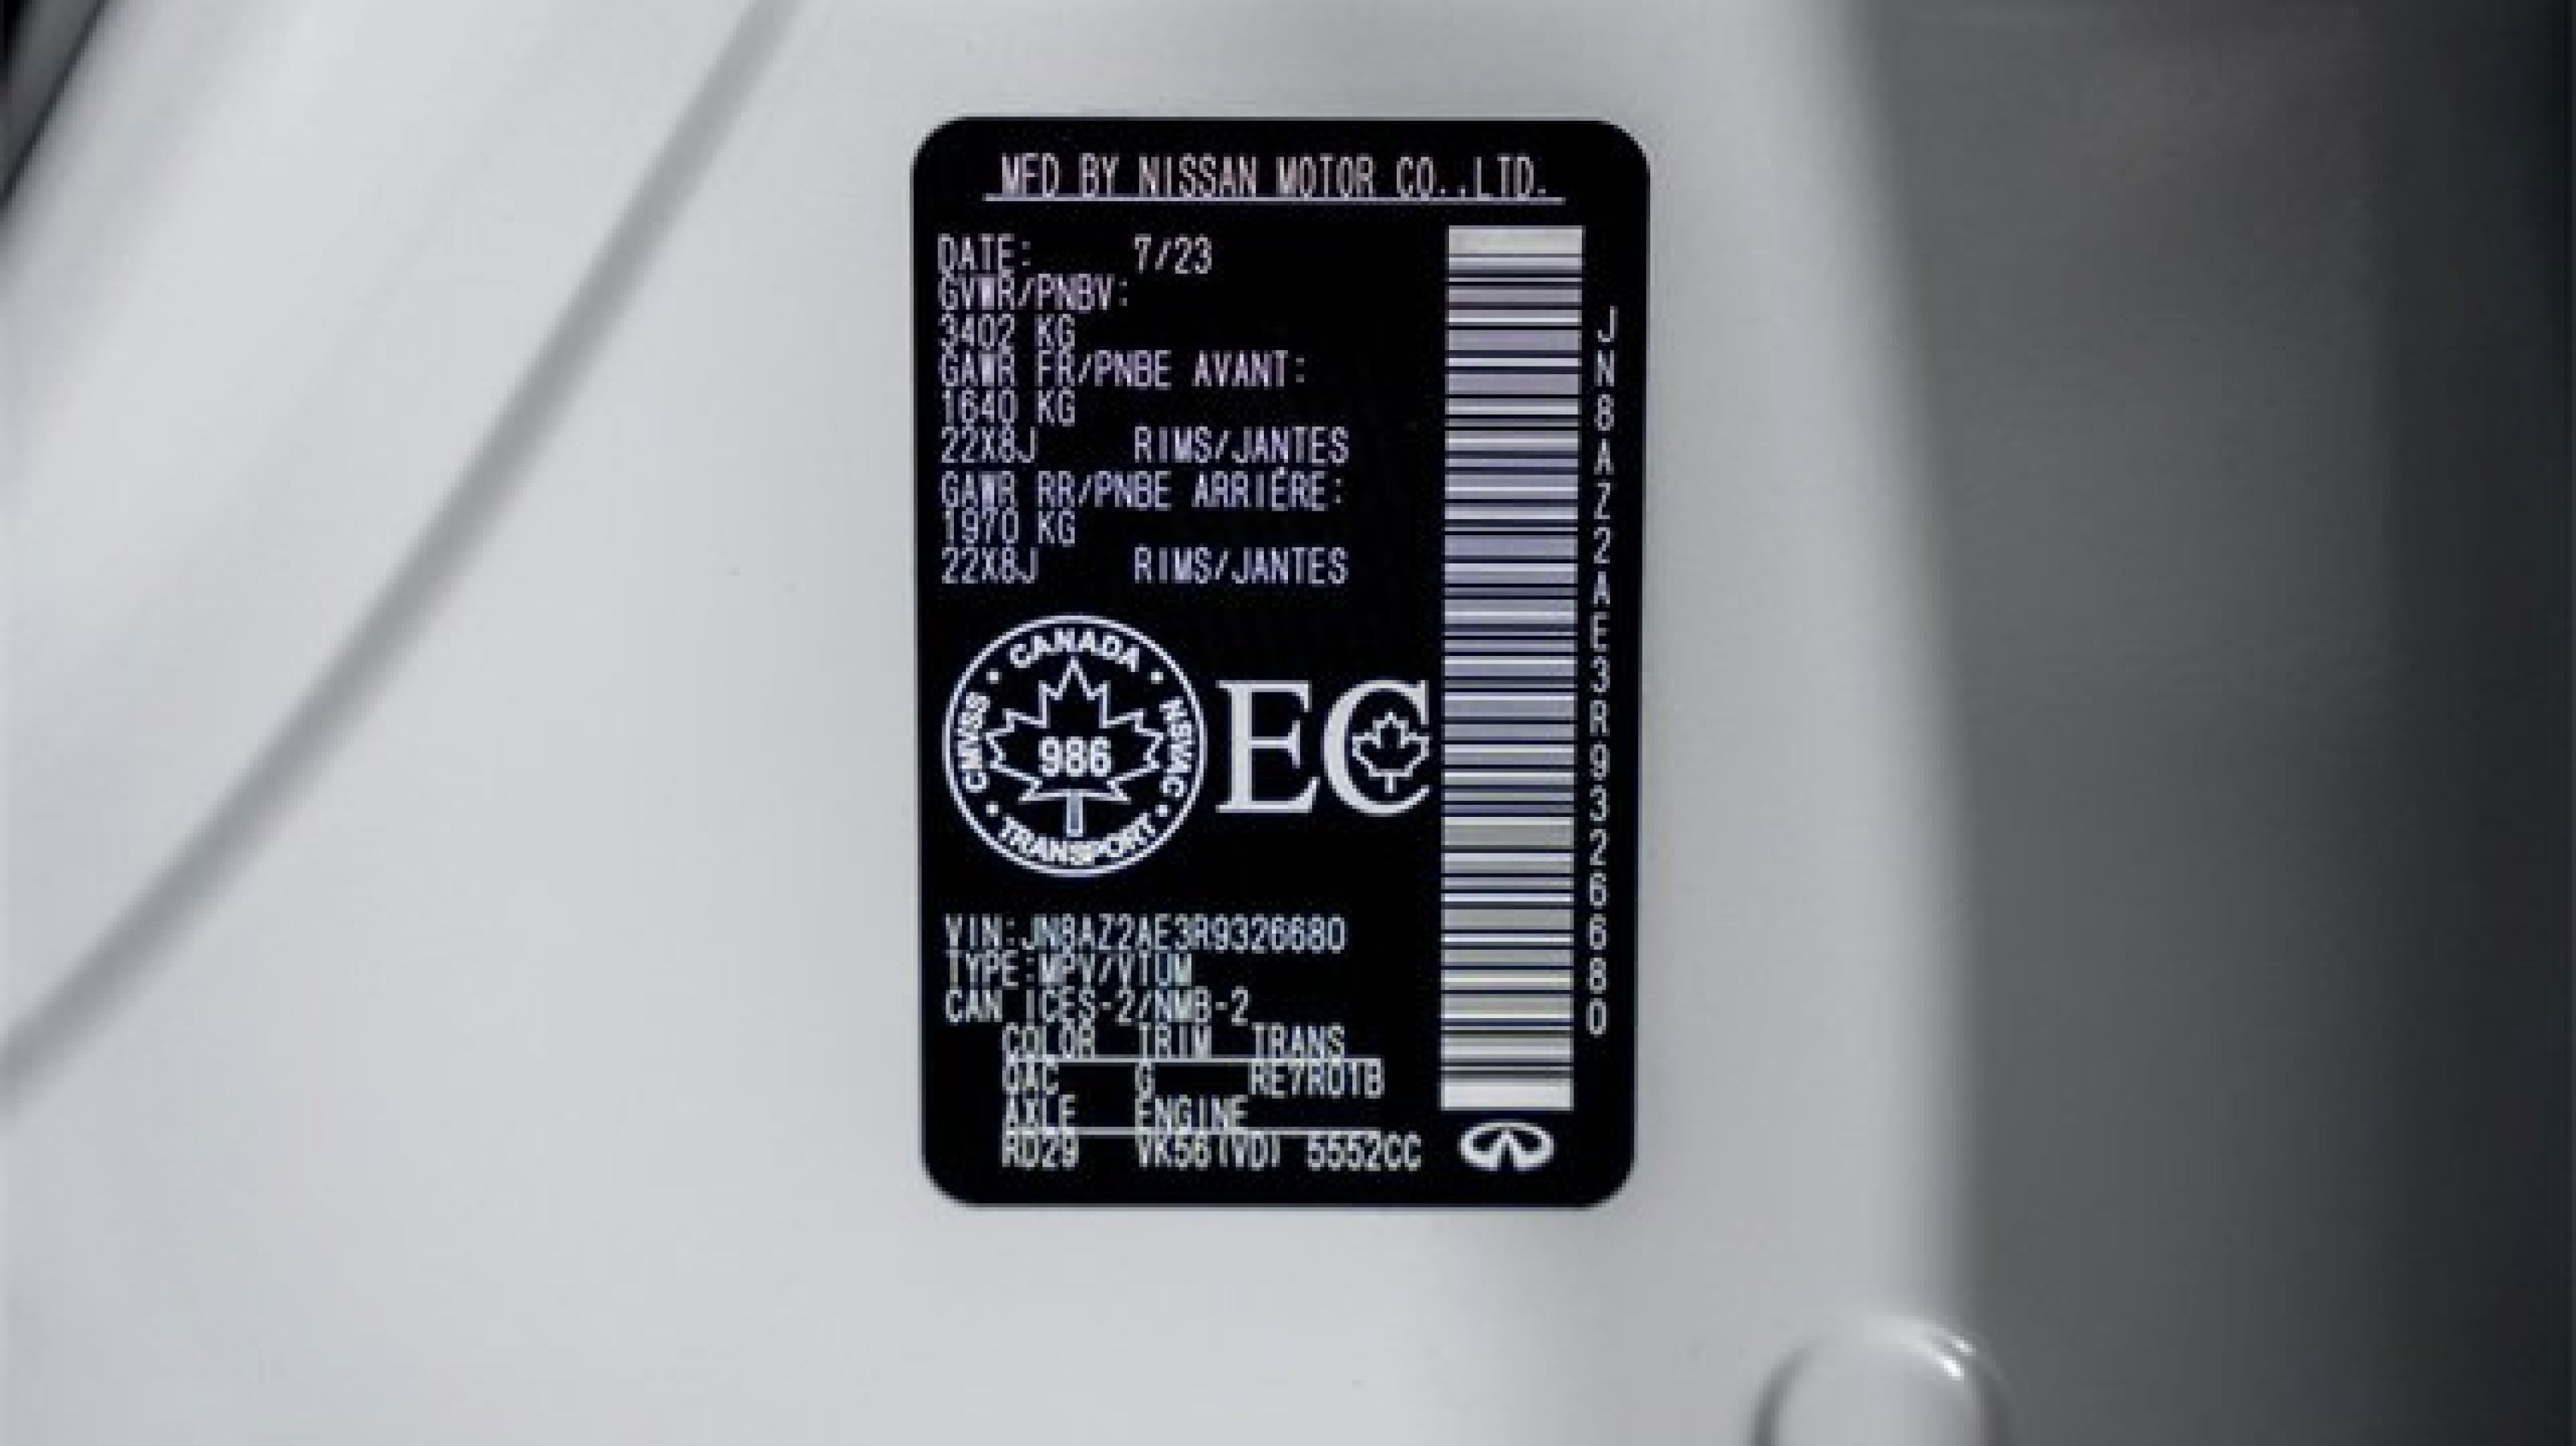 MFD BY NISSAN MOTOR CO.,LTD.
DATE: 7/23
GVWR/PNBV:
3402 KG
GAWR FR/PNBE AVANT:
1640 KG
22X8J RIMS/JANTES
GAWR RR/PNBE ARRIÉRE:
1970 KG
22X8J RIMS/JANTES
CANADA
CMVSS
NSVAC
986
TRANSPORT
EC
VIN:JN8AZ2AE3R9326680
TYPE:MPV/VTUM
CAN ICES-2/NMB-2
COLOR TRIM TRANS
QAC G RE7R01B
AXLE ENGINE
RD29 VK56(VD) 5552CC
JN8AZ2AE3R9326680